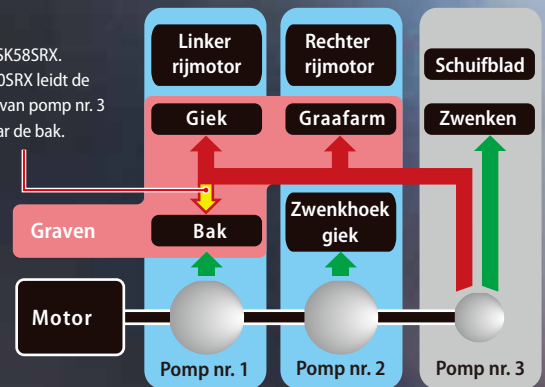 SK58SRX.
0SRX leidt de
van pomp nr. 3
ar de bak.
Linker
rijmotor
Rechter
rijmotor
Schuifblad
Giek
Graafarm
Zwenken
Graven
Bak
Zwenkhoek
giek
Motor
Pomp nr. 1
Pomp nr. 2
Pomp nr. 3